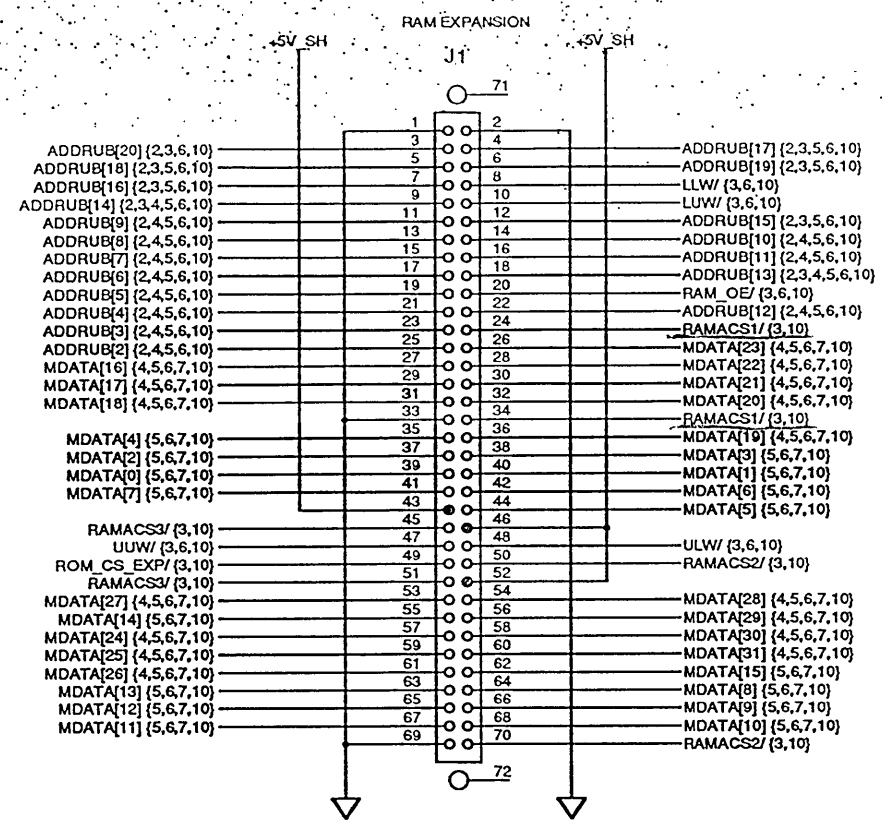 RAM EXPANSION
+5V_SH
J1
+5V_SH
71
1 2
3 4
ADDRUB[20] {2,3,6,10} ADDRUB[17] {2,3,5,6,10}
5 6
ADDRUB[18] {2,3,5,6,10} ADDRUB[19] {2,3,5,6,10}
7 8
ADDRUB[16] {2,3,5,6,10} LLW/ {3,6,10}
9 10
ADDRUB[14] {2,3,4,5,6,10} LUW/ {3,6,10}
11 12
ADDRUB[9] {2,4,5,6,10} ADDRUB[15] {2,3,5,6,10}
13 14
ADDRUB[8] {2,4,5,6,10} ADDRUB[10] {2,4,5,6,10}
15 16
ADDRUB[7] {2,4,5,6,10} ADDRUB[11] {2,4,5,6,10}
17 18
ADDRUB[6] {2,4,5,6,10} ADDRUB[13] {2,3,4,5,6,10}
19 20
ADDRUB[5] {2,4,5,6,10} RAM_OE/ {3,6,10}
21 22
ADDRUB[4] {2,4,5,6,10} ADDRUB[12] {2,4,5,6,10}
23 24
ADDRUB[3] {2,4,5,6,10} RAMACS1/ {3,10}
25 26
ADDRUB[2] {2,4,5,6,10} MDATA[23] {4,5,6,7,10}
27 28
MDATA[16] {4,5,6,7,10} MDATA[22] {4,5,6,7,10}
29 30
MDATA[17] {4,5,6,7,10} MDATA[21] {4,5,6,7,10}
31 32
MDATA[18] {4,5,6,7,10} MDATA[20] {4,5,6,7,10}
33 34
RAMACS1/ {3,10}
35 36
MDATA[4] {5,6,7,10} MDATA[19] {4,5,6,7,10}
37 38
MDATA[2] {5,6,7,10} MDATA[3] {5,6,7,10}
39 40
MDATA[0] {5,6,7,10} MDATA[1] {5,6,7,10}
41 42
MDATA[7] {5,6,7,10} MDATA[6] {5,6,7,10}
43 44
MDATA[5] {5,6,7,10}
45 46
RAMACS3/ {3,10}
47 48
UUW/ {3,6,10} ULW/ {3,6,10}
49 50
ROM_CS_EXP/ {3,10} RAMACS2/ {3,10}
51 52
RAMACS3/ {3,10}
53 54
MDATA[27] {4,5,6,7,10} MDATA[28] {4,5,6,7,10}
55 56
MDATA[14] {5,6,7,10} MDATA[29] {4,5,6,7,10}
57 58
MDATA[24] {4,5,6,7,10} MDATA[30] {4,5,6,7,10}
59 60
MDATA[25] {4,5,6,7,10} MDATA[31] {4,5,6,7,10}
61 62
MDATA[26] {4,5,6,7,10} MDATA[15] {5,6,7,10}
63 64
MDATA[13] {5,6,7,10} MDATA[8] {5,6,7,10}
65 66
MDATA[12] {5,6,7,10} MDATA[9] {5,6,7,10}
67 68
MDATA[11] {5,6,7,10} MDATA[10] {5,6,7,10}
69 70
RAMACS2/ {3,10}
72